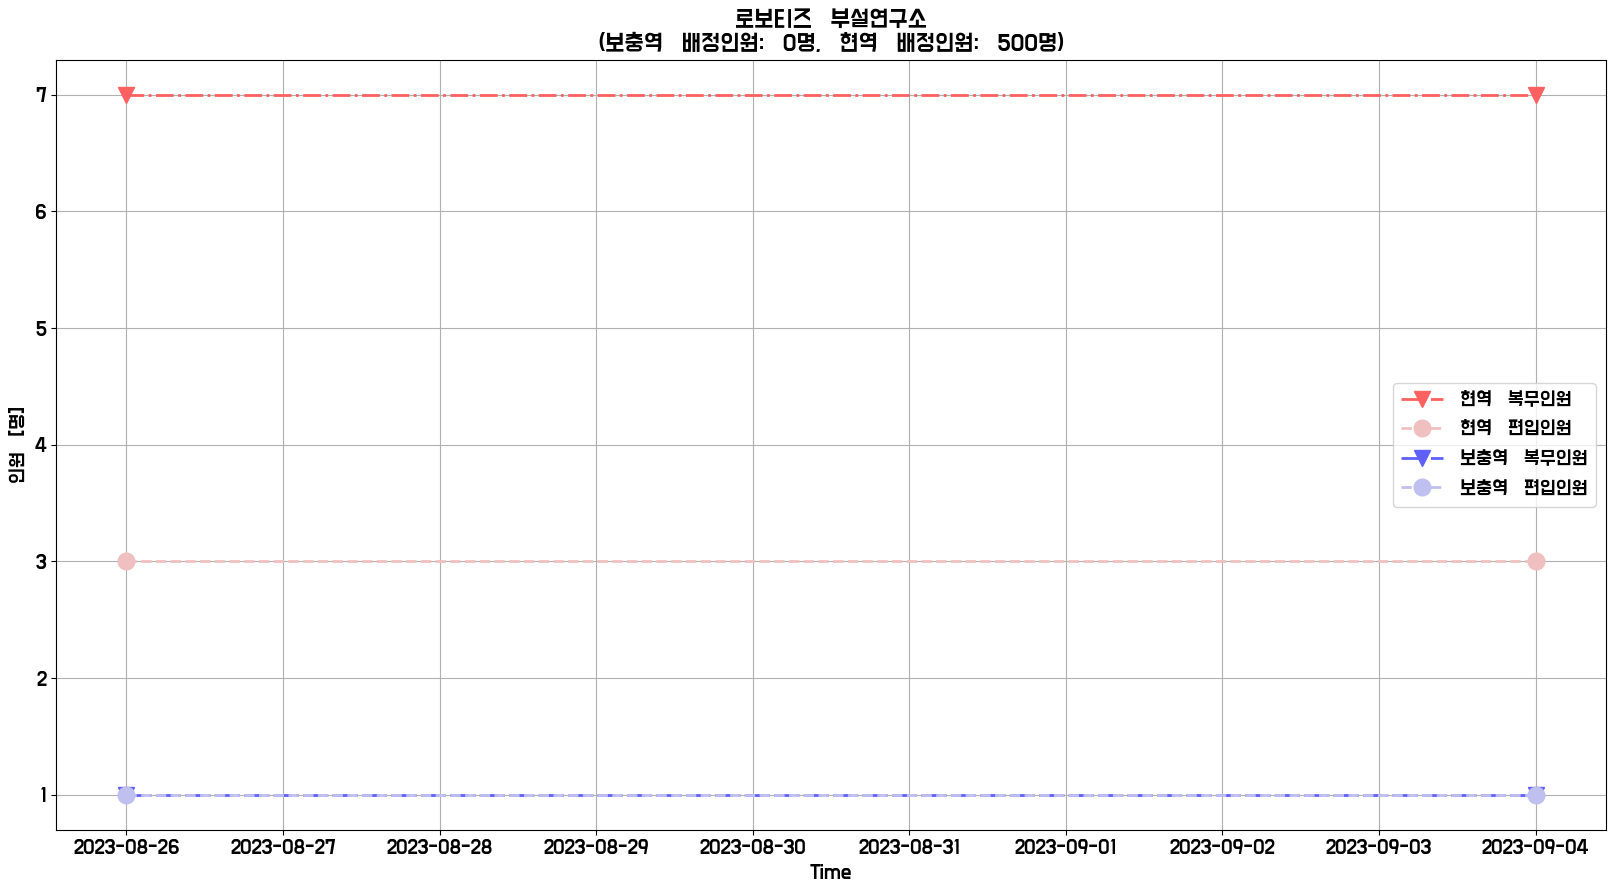 로보티즈 부설연구소
(보충역 배정인원: 0명, 현역 배정인원: 500명)
7
6
5
4
3
2
1
인원 [명]
현역 복무인원
현역 편입인원
보충역 복무인원
보충역 편입인원
2023-08-26 2023-08-27 2023-08-28 2023-08-29 2023-08-30 2023-08-31 2023-09-01 2023-09-02 2023-09-03 2023-09-04
Time